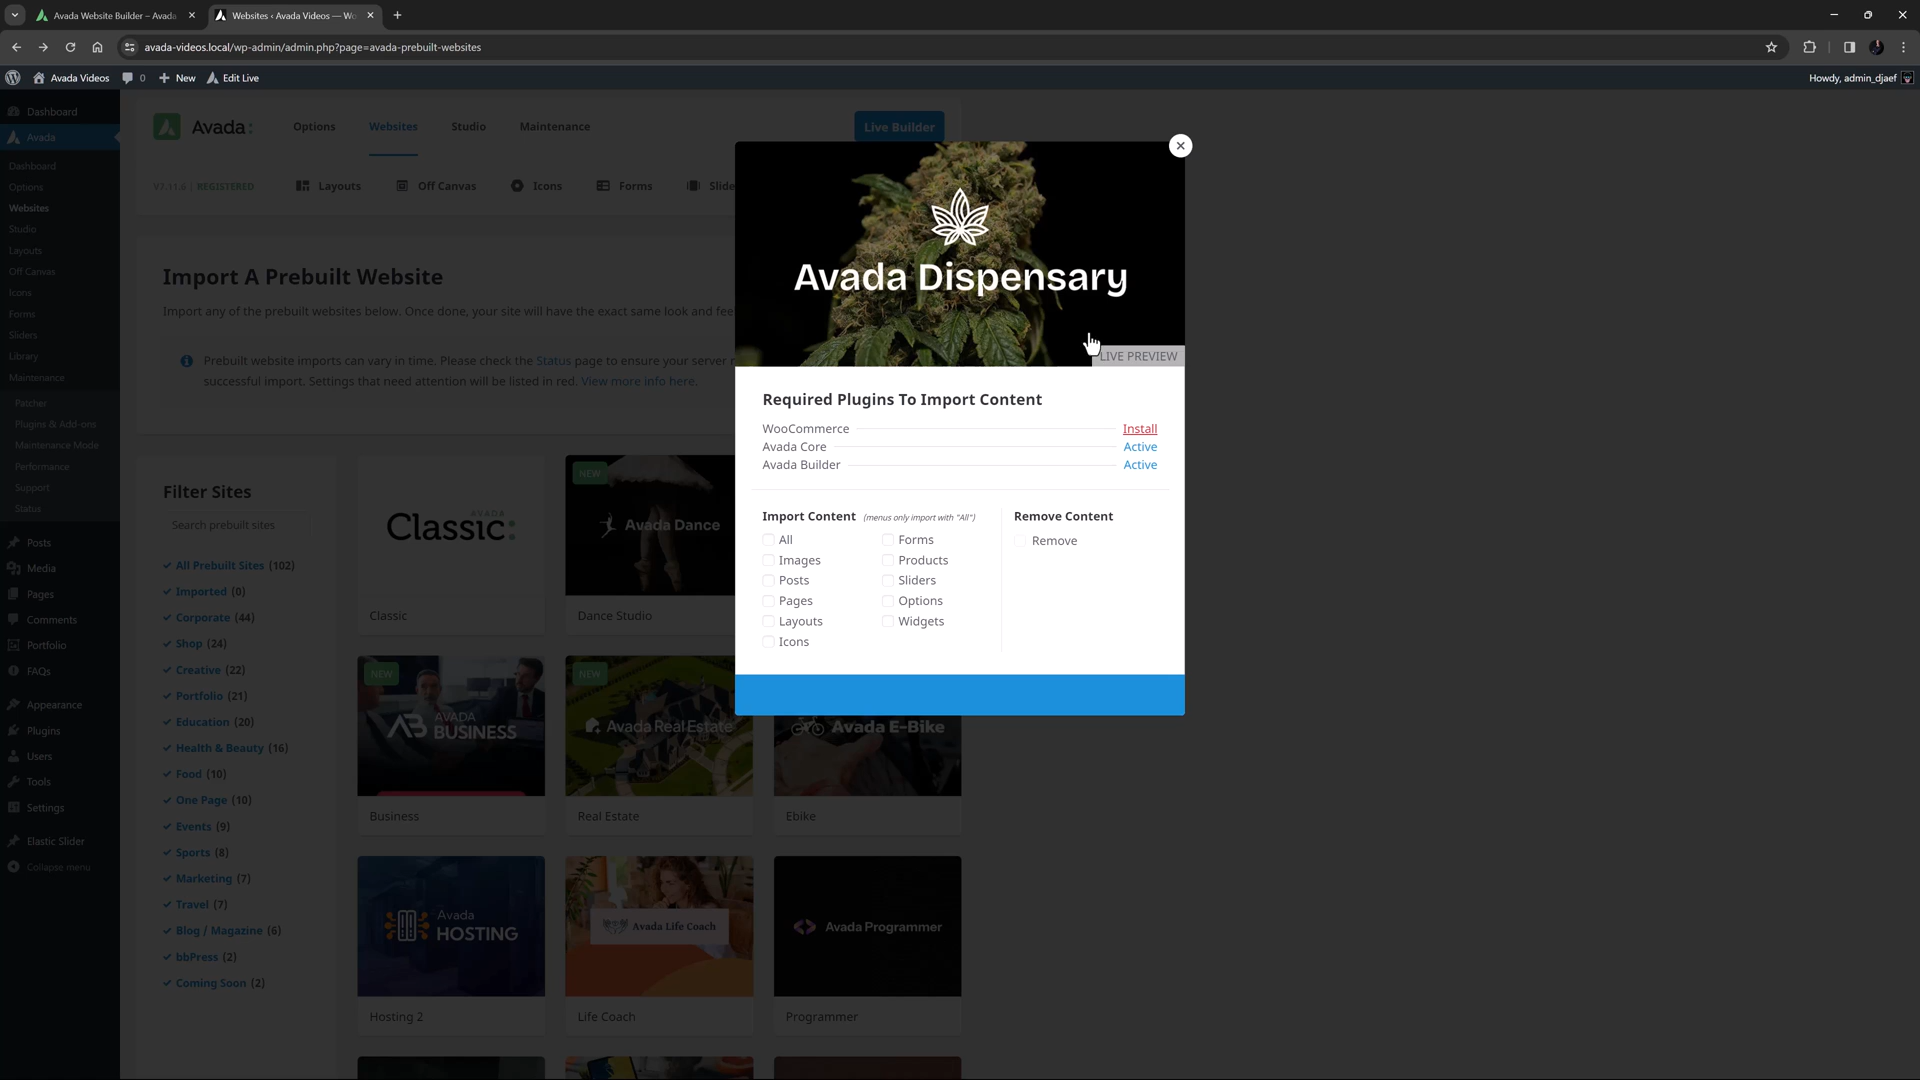 Avada Website Builder – Avada
Websites ‹ Avada Videos — Wo
avada-videos.local/wp-admin/admin.php?page=avada-prebuilt-websites
Avada Videos
0
New
Edit Live
Howdy, admin_djaef
Dashboard
Avada
Dashboard
Options
Websites
Studio
Layouts
Off Canvas
Icons
Forms
Sliders
Library
Maintenance
Patcher
Plugins & Add-ons
Maintenance Mode
Performance
Support
Status
Posts
Media
Pages
Comments
Portfolio
FAQs
Appearance
Plugins
Users
Tools
Settings
Elastic Slider
Collapse menu
Avada:
Options
Websites
Studio
Maintenance
Live Builder
V7.11.6 | REGISTERED
Layouts
Off Canvas
Icons
Forms
Slide
Import A Prebuilt Website
Import any of the prebuilt websites below. Once done, your site will have the exact same look and fee
Prebuilt website imports can vary in time. Please check the Status page to ensure your server
successful import. Settings that need attention will be listed in red. View more info here.
Filter Sites
Search prebuilt sites
All Prebuilt Sites (102)
Imported (0)
Corporate (44)
Shop (24)
Creative (22)
Portfolio (21)
Education (20)
Health & Beauty (16)
Food (10)
One Page (10)
Events (9)
Sports (8)
Marketing (7)
Travel (7)
Blog / Magazine (6)
bbPress (2)
Coming Soon (2)
AVADA
Classic:
Classic
NEW
Avada Dance
Dance Studio
NEW
AVADA
BUSINESS
Business
NEW
Avada Real Estate
Real Estate
Avada E-Bike
Ebike
Avada
HOSTING
Hosting 2
Avada Life Coach
Life Coach
Avada Programmer
Programmer
Avada Dispensary
LIVE PREVIEW
Required Plugins To Import Content
WooCommerce Install
Avada Core Active
Avada Builder Active
Import Content (menus only import with "All")
All
Images
Posts
Pages
Layouts
Icons
Forms
Products
Sliders
Options
Widgets
Remove Content
Remove